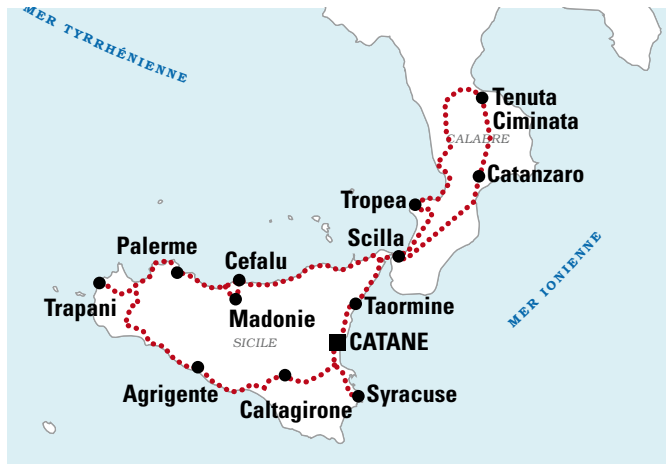 MER TYRRHÉNIENNE
Tenuta
Ciminata
CALABRE
Catanzaro
Tropea
Scilla
Palerme
Cefalu
Trapani
Madonie
Taormine
MER IONIENNE
SICILE
CATANE
Agrigente
Caltagirone
Syracuse